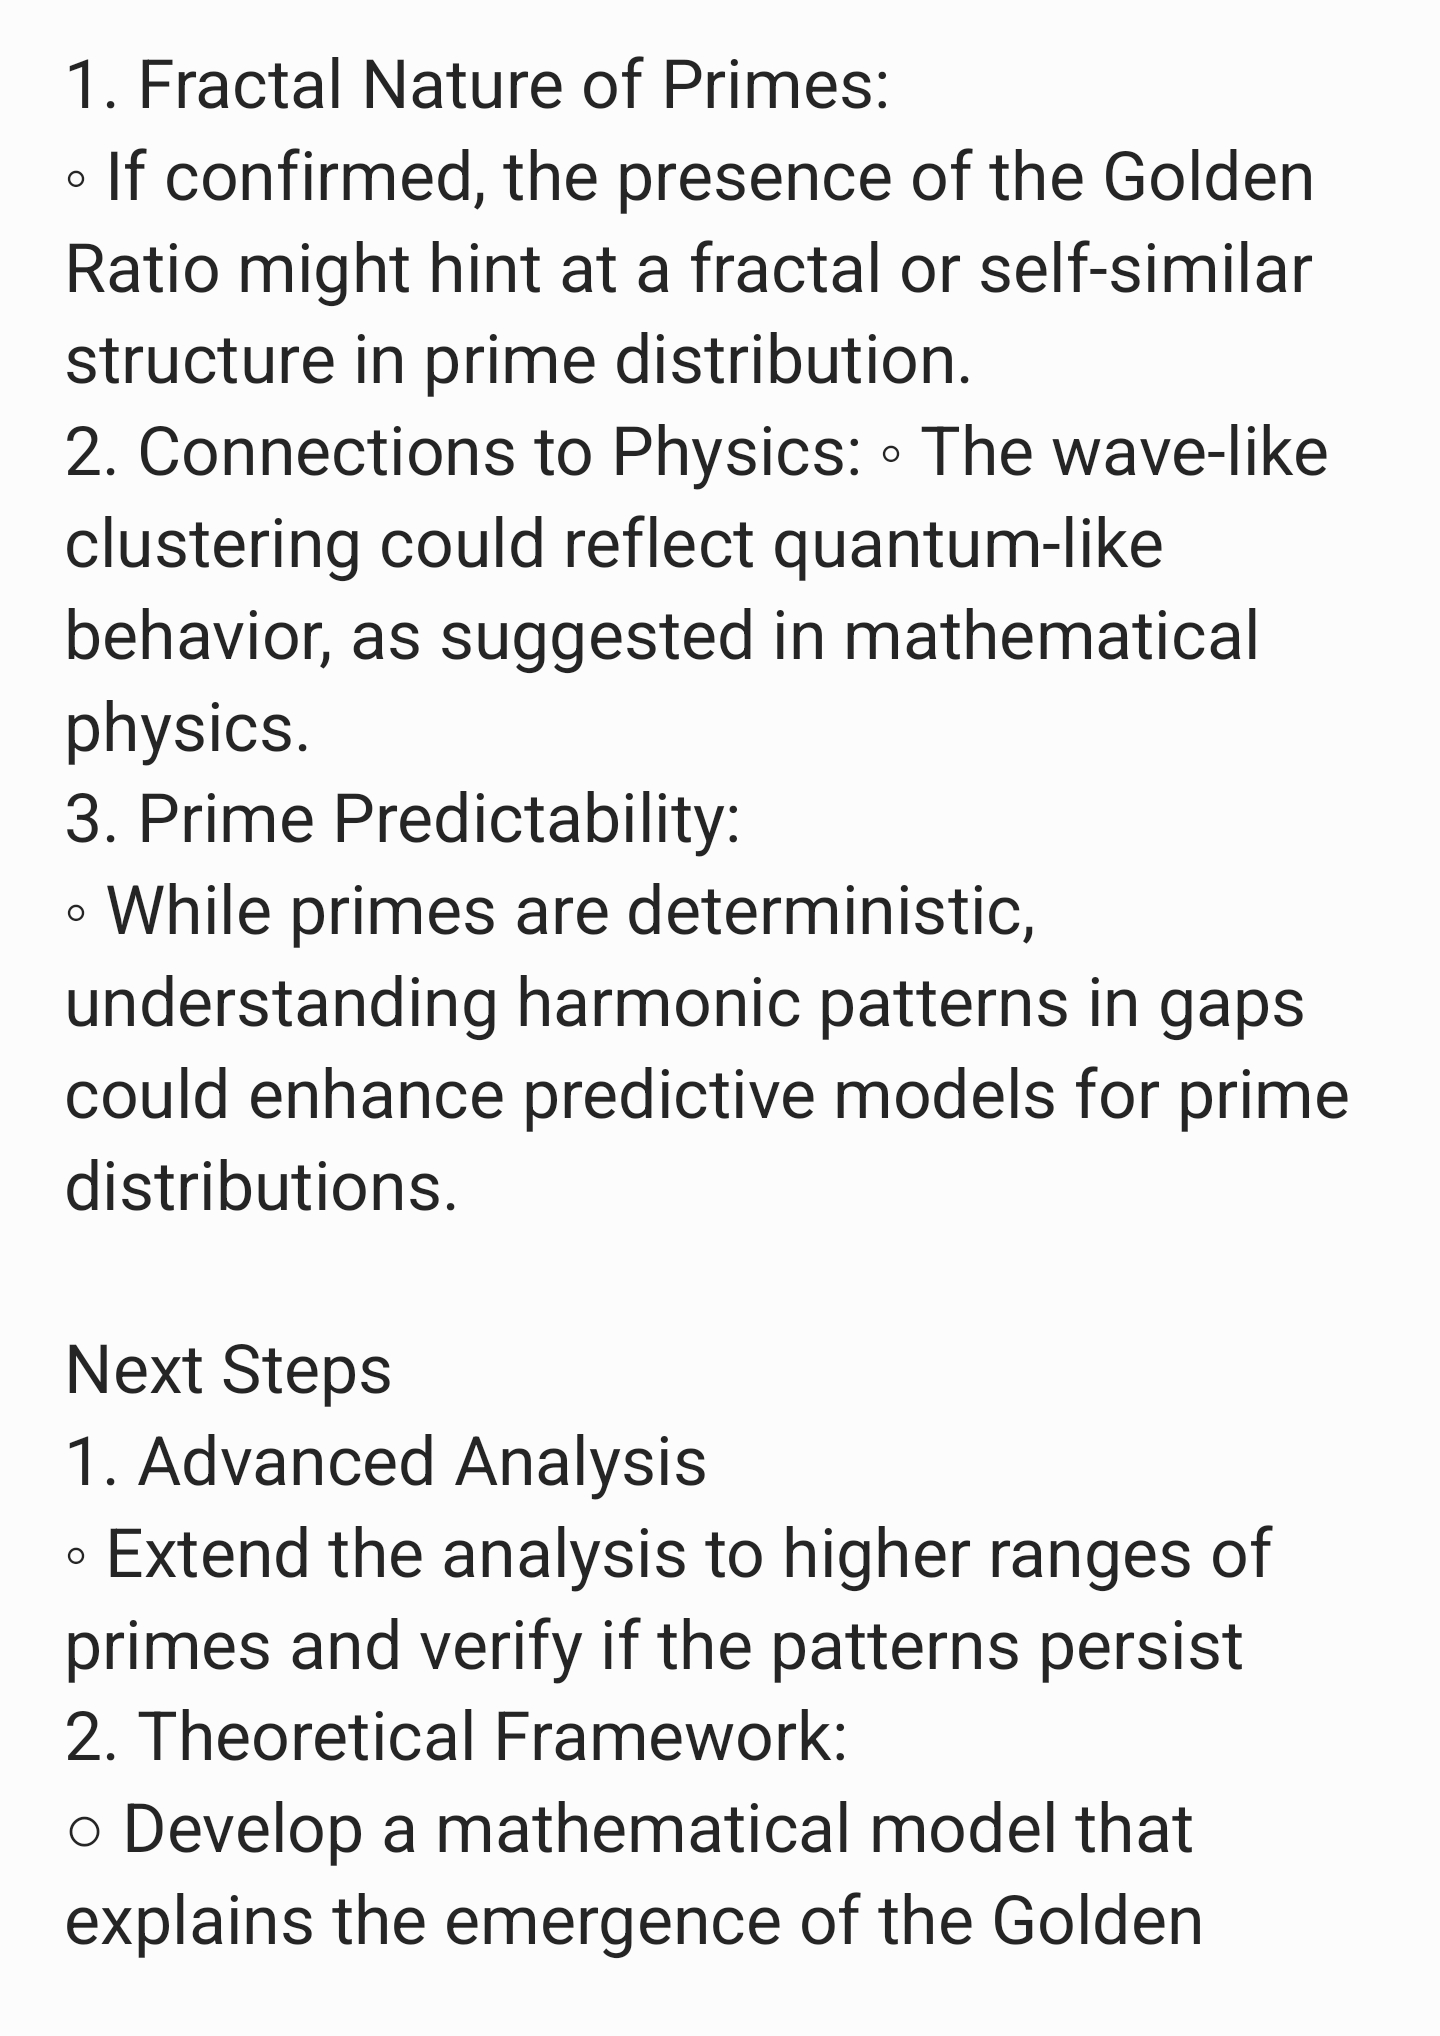 1. Fractal Nature of Primes:
◦ If confirmed, the presence of the Golden
Ratio might hint at a fractal or self-similar
structure in prime distribution.
2. Connections to Physics: ◦ The wave-like
clustering could reflect quantum-like
behavior, as suggested in mathematical
physics.
3. Prime Predictability:
◦ While primes are deterministic,
understanding harmonic patterns in gaps
could enhance predictive models for prime
distributions.
Next Steps
1. Advanced Analysis
◦ Extend the analysis to higher ranges of
primes and verify if the patterns persist
2. Theoretical Framework:
○ Develop a mathematical model that
explains the emergence of the Golden